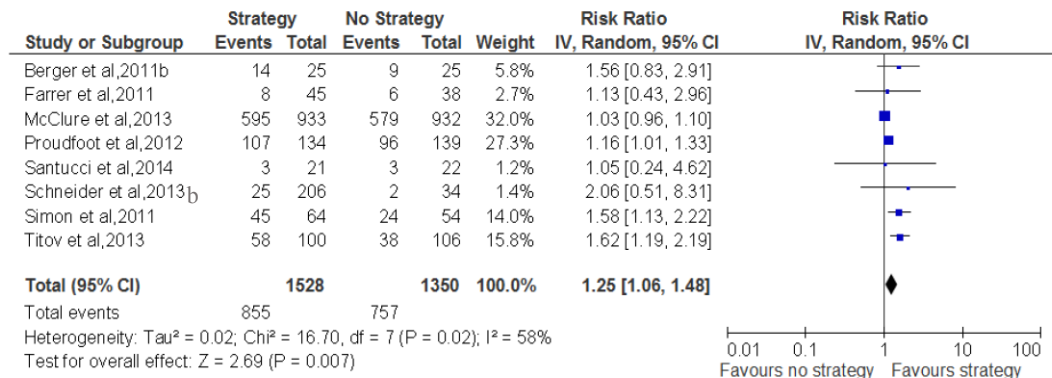 Strategy No Strategy Risk Ratio Risk Ratio
Study or Subgroup Events Total Events Total Weight IV, Random, 95% CI IV, Random, 95% CI
Berger et al,2011b 14 25 9 25 5.8% 1.56 [0.83, 2.91]
Farrer et al,2011 8 45 6 38 2.7% 1.13 [0.43, 2.96]
McClure et al,2013 595 933 579 932 32.0% 1.03 [0.96, 1.10]
Proudfoot et al,2012 107 134 96 139 27.3% 1.16 [1.01, 1.33]
Santucci et al,2014 3 21 3 22 1.2% 1.05 [0.24, 4.62]
Schneider et al,2013b 25 206 2 34 1.4% 2.06 [0.51, 8.31]
Simon et al,2011 45 64 24 54 14.0% 1.58 [1.13, 2.22]
Titov et al,2013 58 100 38 106 15.8% 1.62 [1.19, 2.19]
Total (95% CI) 1528 1350 100.0% 1.25 [1.06, 1.48]
Total events 855 757
Heterogeneity: Tau² = 0.02; Chi² = 16.70, df = 7 (P = 0.02); I² = 58%
Test for overall effect: Z = 2.69 (P = 0.007)
0.01 0.1 1 10 100
Favours no strategy Favours strategy